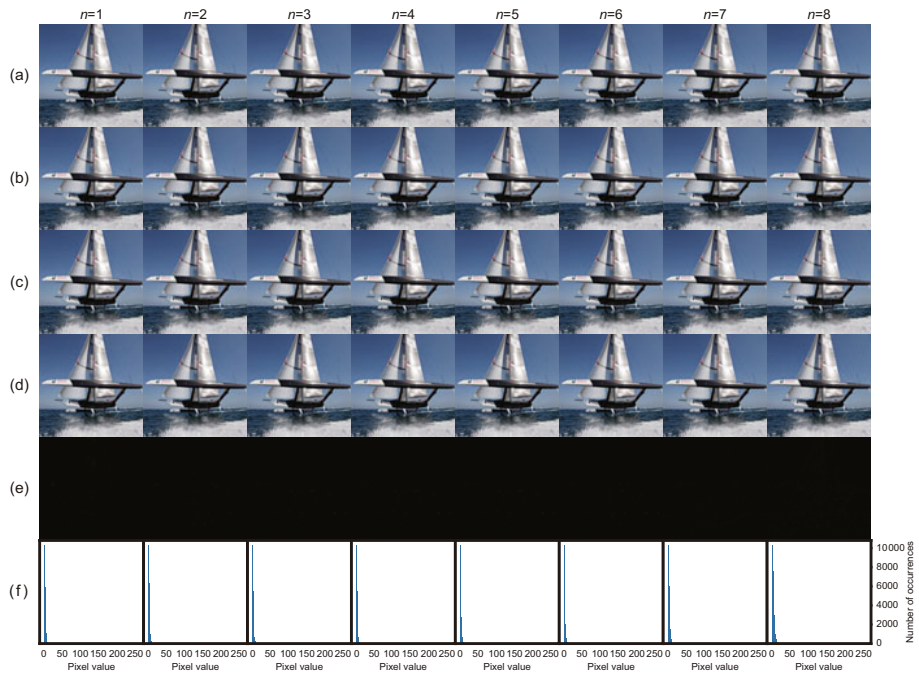 n=1 n=2 n=3 n=4 n=5 n=6 n=7 n=8
(a)
(b)
(c)
(d)
(e)
(f)
10000
8000
6000
4000
2000
0
Number of occurrences
0 50 100 150 200 250 0 50 100 150 200 250 0 50 100 150 200 250 0 50 100 150 200 250 0 50 100 150 200 250 0 50 100 150 200 250 0 50 100 150 200 250 0 50 100 150 200 250
Pixel value Pixel value Pixel value Pixel value Pixel value Pixel value Pixel value Pixel value